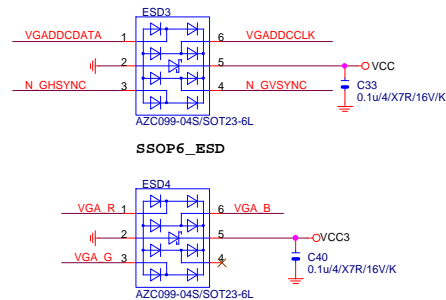 ESD3
VGADDCDATA 1 6 VGADDCCLK
2 5 VCC
N_GHSYNC 3 4 N_GVSYNC
C33
0.1u/4/X7R/16V/K
AZC099-04S/SOT23-6L
SSOP6_ESD
ESD4
VGA_R 1 6 VGA_B
2 5 VCC3
VGA_G 3 4
C40
0.1u/4/X7R/16V/K
AZC099-04S/SOT23-6L